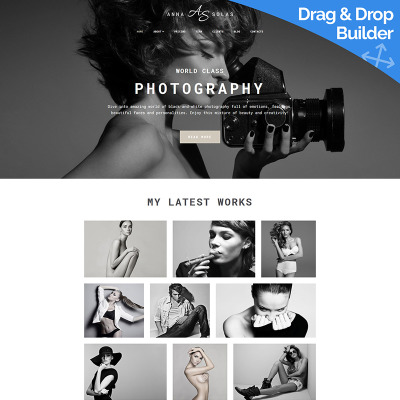 Drag & Drop
Builder
ANNA AS SOLAS
HOME ABOUT PRICING TEAM CLIENTS BLOG CONTACTS
WORLD CLASS
PHOTOGRAPHY
Dive into amazing world of black and white photography full of emotions, feelings,
beautiful faces and personalities. Enjoy this mixture of beauty and creativity!
READ MORE
MY LATEST WORKS